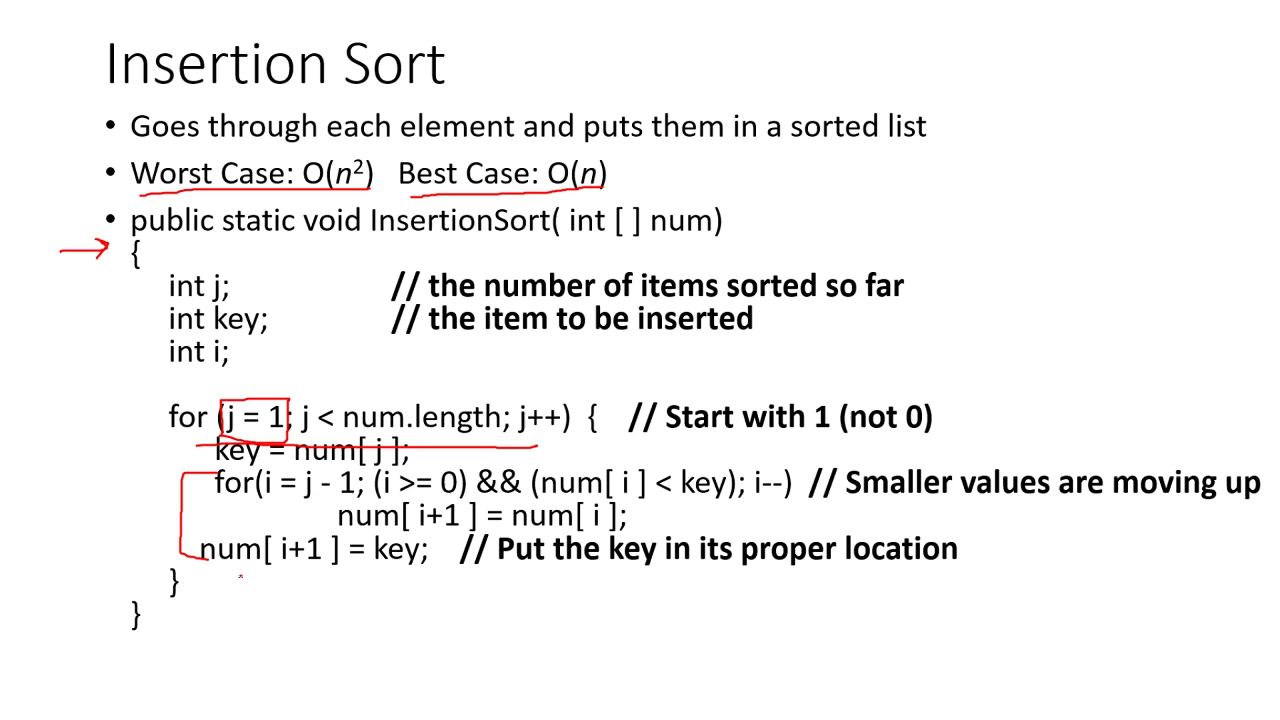 Insertion Sort
• Goes through each element and puts them in a sorted list
• Worst Case: O(n²) Best Case: O(n)
• public static void InsertionSort( int [ ] num)
{
int j; // the number of items sorted so far
int key; // the item to be inserted
int i;
for (j = 1; j < num.length; j++) { // Start with 1 (not 0)
key = num[ j ];
for(i = j - 1; (i >= 0) && (num[ i ] < key); i--) // Smaller values are moving up
num[ i+1 ] = num[ i ];
num[ i+1 ] = key; // Put the key in its proper location
}
}